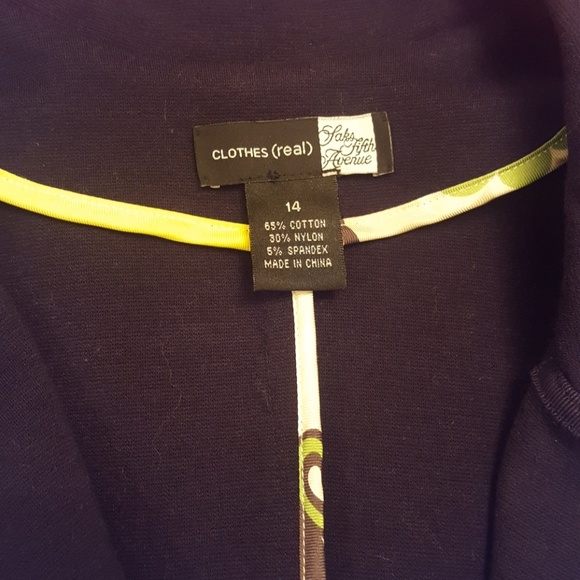 CLOTHES (real)
Saks
Fifth
Avenue
14
65% COTTON
30% NYLON
5% SPANDEX
MADE IN CHINA